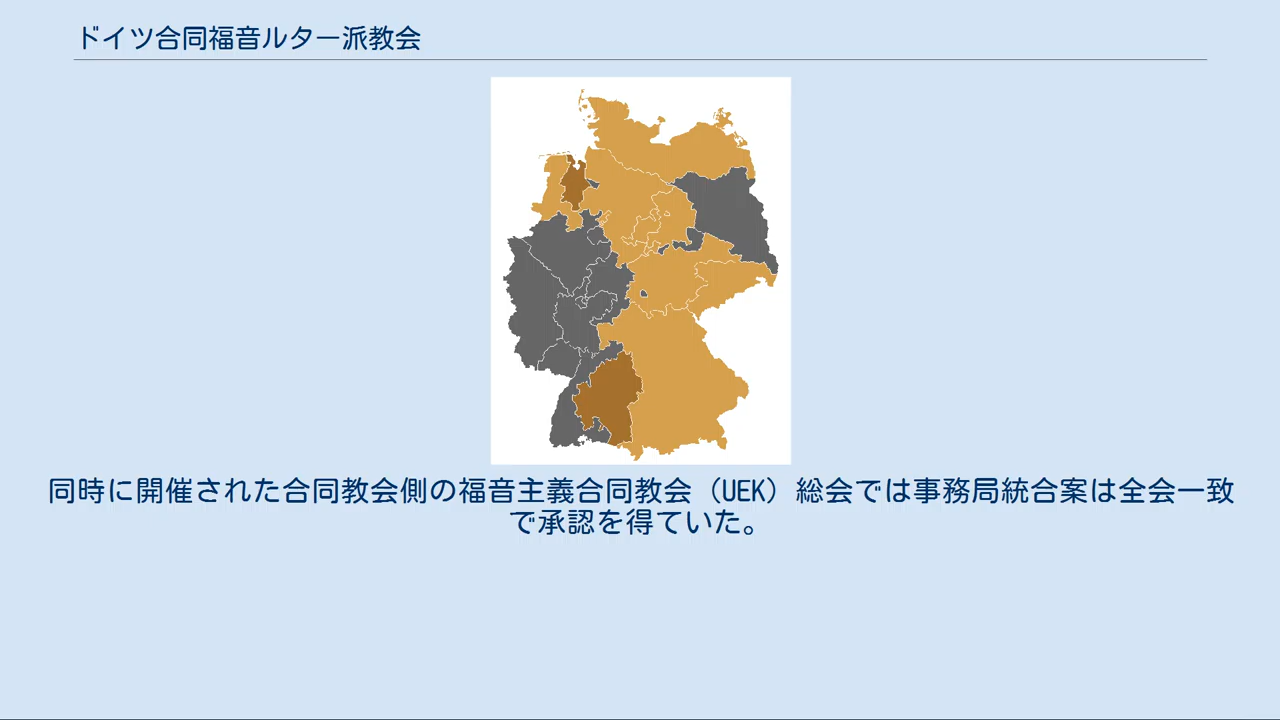 ドイツ合同福音ルター派教会
同時に開催された合同教会側の福音主義合同教会（UEK）総会では事務局統合案は全会一致
で承認を得ていた。